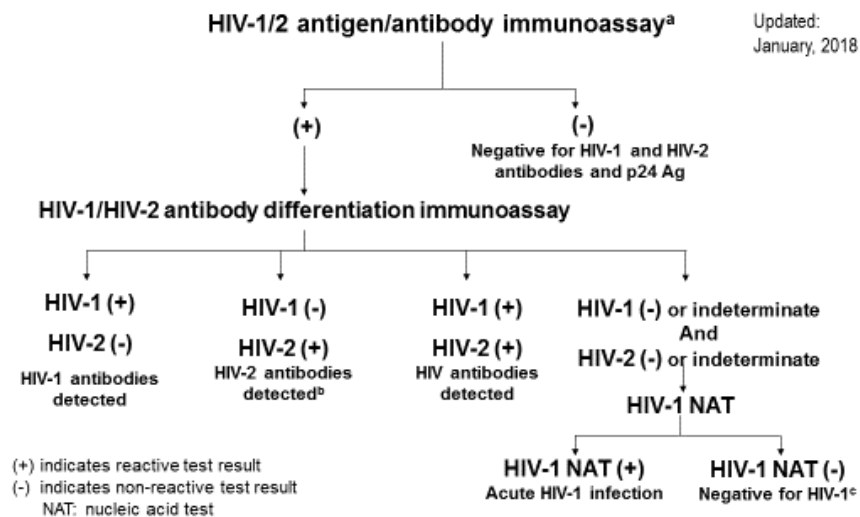 HIV-1/2 antigen/antibody immunoassayª
Updated:
January, 2018
(+)
(-)
Negative for HIV-1 and HIV-2
antibodies and p24 Ag
HIV-1/HIV-2 antibody differentiation immunoassay
HIV-1 (+)
HIV-2 (-)
HIV-1 antibodies
detected
HIV-1 (-)
HIV-2 (+)
HIV-2 antibodies
detectedᵇ
HIV-1 (+)
HIV-2 (+)
HIV antibodies
detected
HIV-1 (-) or indeterminate
And
HIV-2 (-) or indeterminate
HIV-1 NAT
HIV-1 NAT (+)
Acute HIV-1 infection
HIV-1 NAT (-)
Negative for HIV-1ᶜ
(+) indicates reactive test result
(-) indicates non-reactive test result
NAT: nucleic acid test